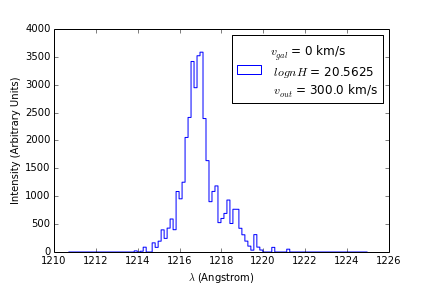 4000
3500
3000
2500
2000
1500
1000
500
0
Intensity (Arbitrary Units)
v_gal = 0 km/s
lognH = 20.5625
v_out = 300.0 km/s
1210 1212 1214 1216 1218 1220 1222 1224 1226
λ (Angstrom)